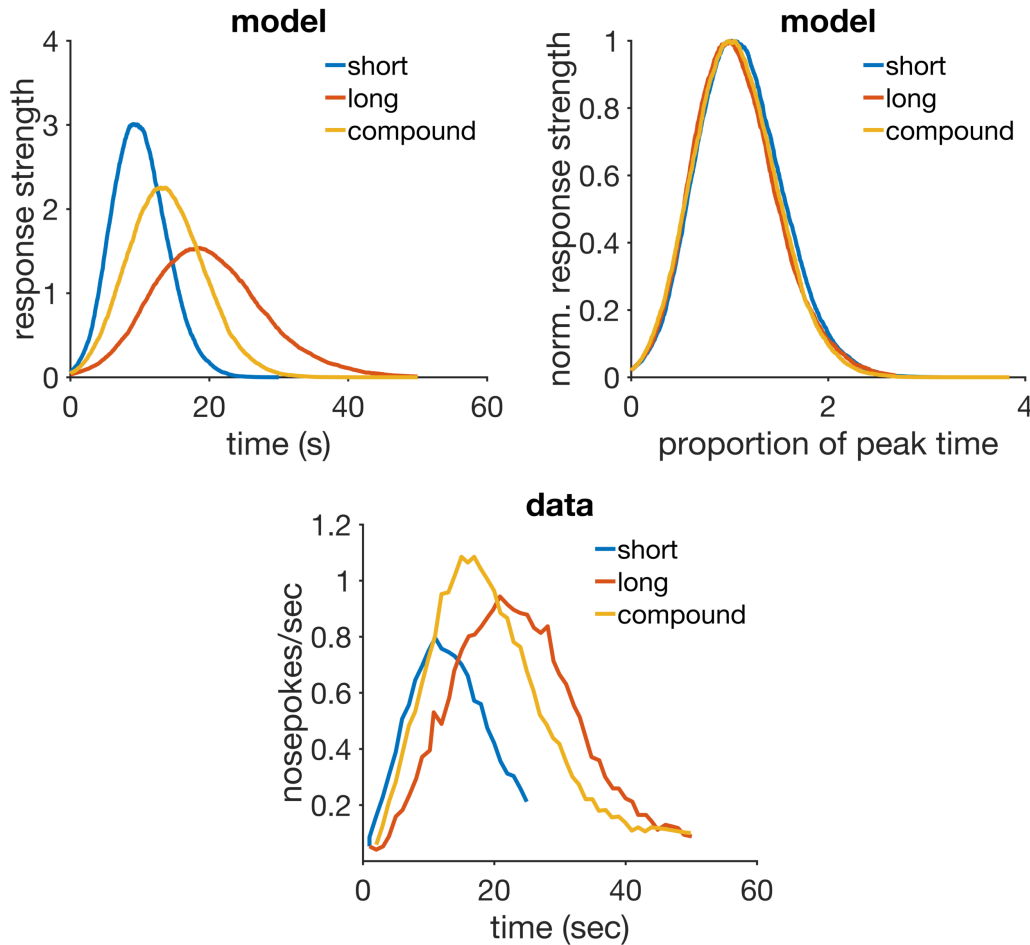 model
4
3
2
1
0
response strength
0
20
40
60
time (s)
short
long
compound
model
1
0.8
0.6
0.4
0.2
0
norm. response strength
0
2
4
proportion of peak time
short
long
compound
data
1.2
1
0.8
0.6
0.4
0.2
nosepokes/sec
0
20
40
60
time (sec)
short
long
compound